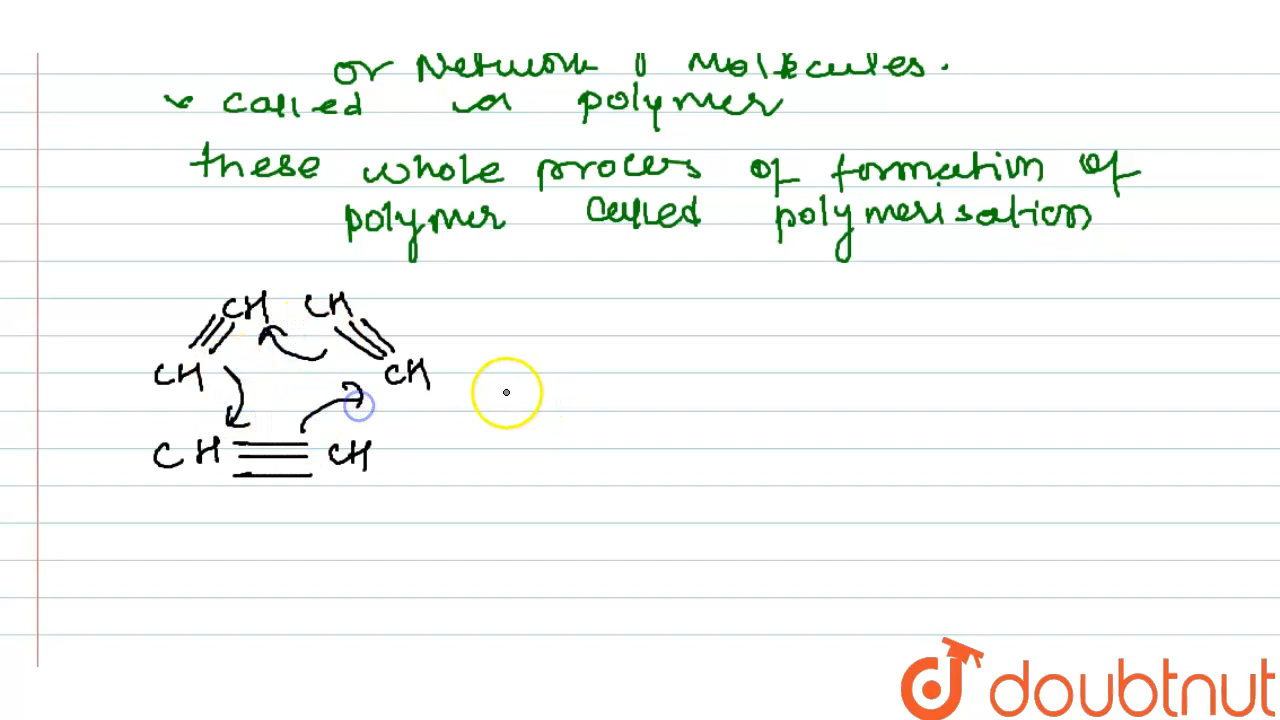 or Network of Molecules.
called a polymer
these whole process of formation of
polymer called polymerisation
CH CH
CH CH
CH CH
doubtnut